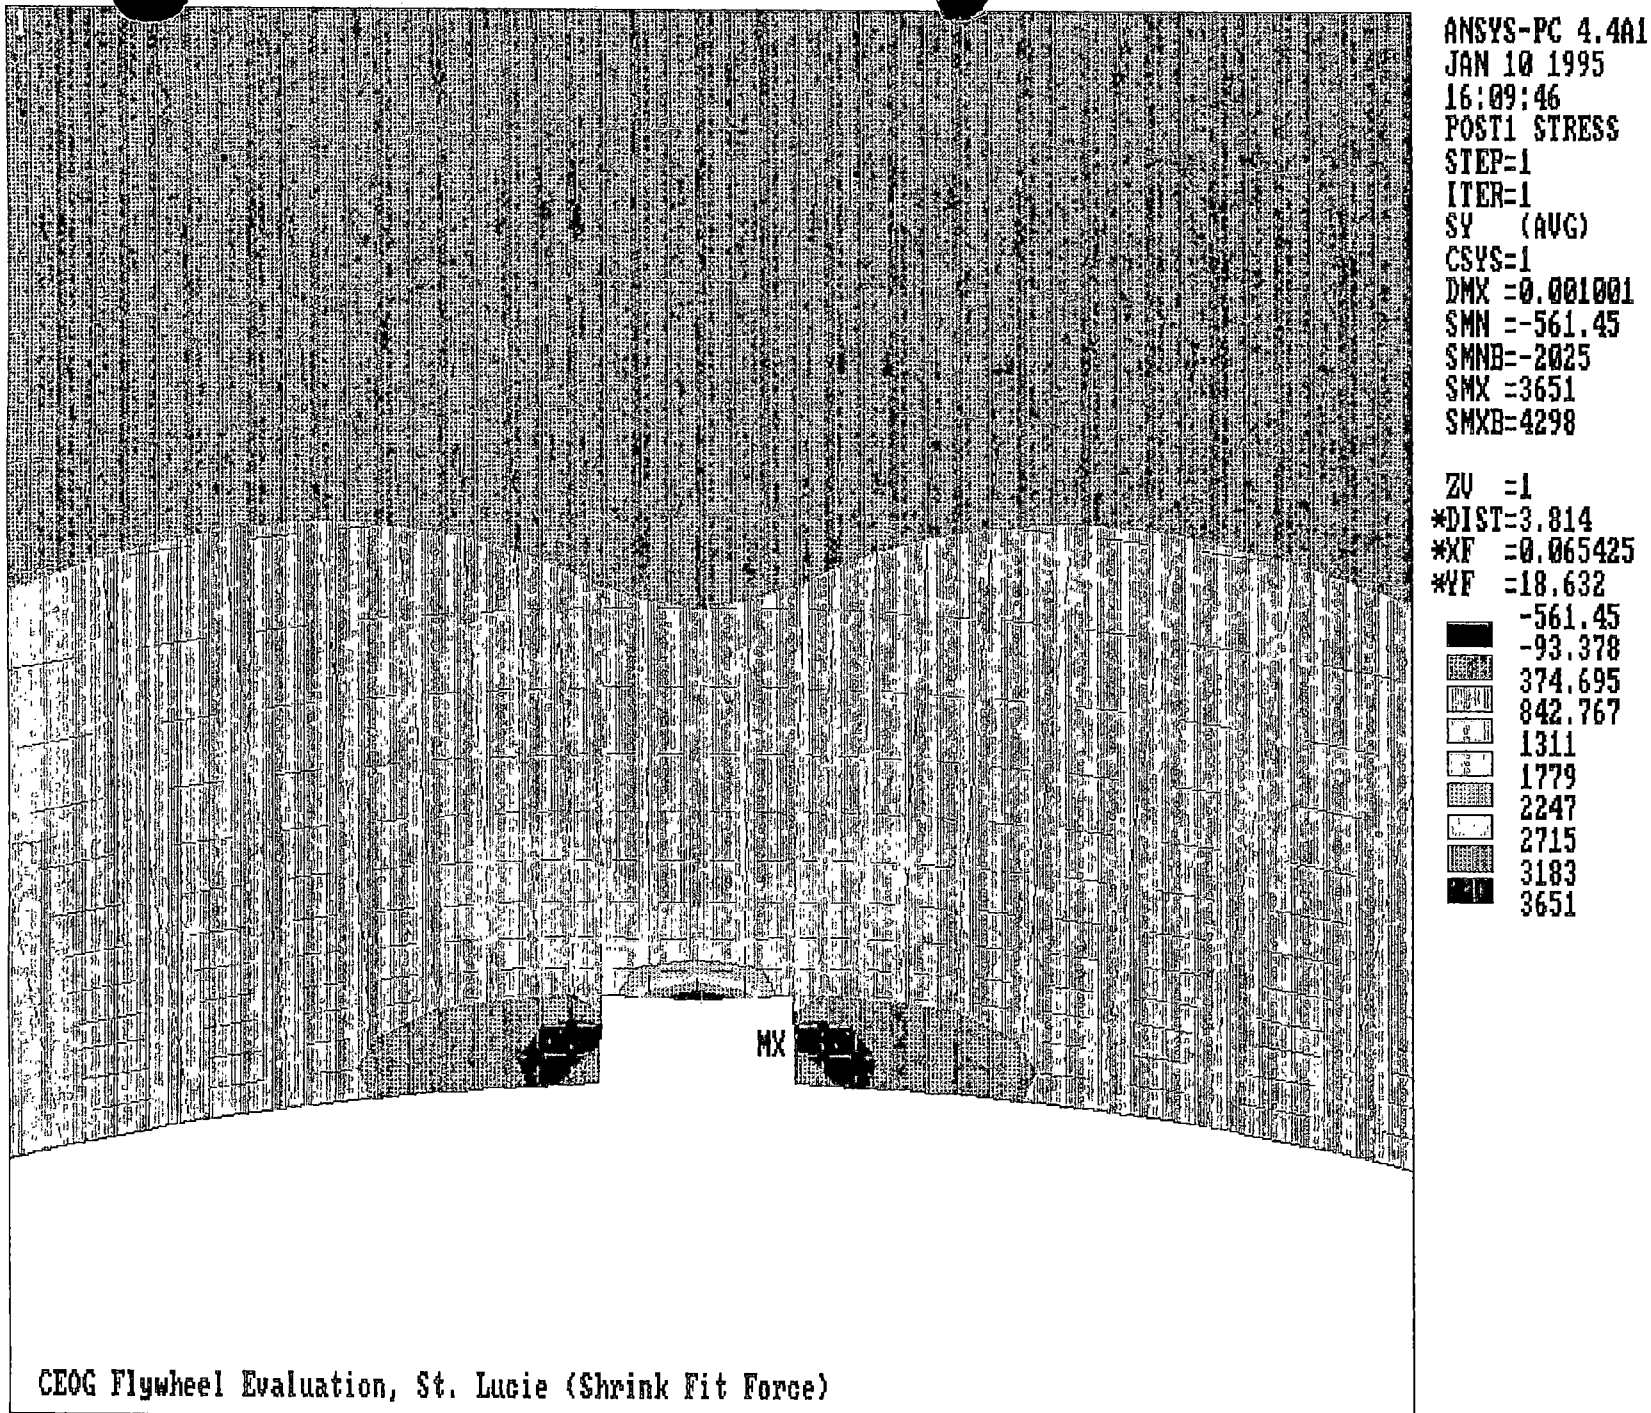 1
ANSYS-PC 4.4A1
JAN 10 1995
16:09:46
POST1 STRESS
STEP=1
ITER=1
SY (AVG)
CSYS=1
DMX =0.001001
SMN =-561.45
SMNB=-2025
SMX =3651
SMXB=4298
ZV =1
*DIST=3.814
*XF =0.065425
*YF =18.632
-561.45
-93.378
374.695
842.767
1311
1779
2247
2715
3183
3651
MX
CEOG Flywheel Evaluation, St. Lucie (Shrink Fit Force)